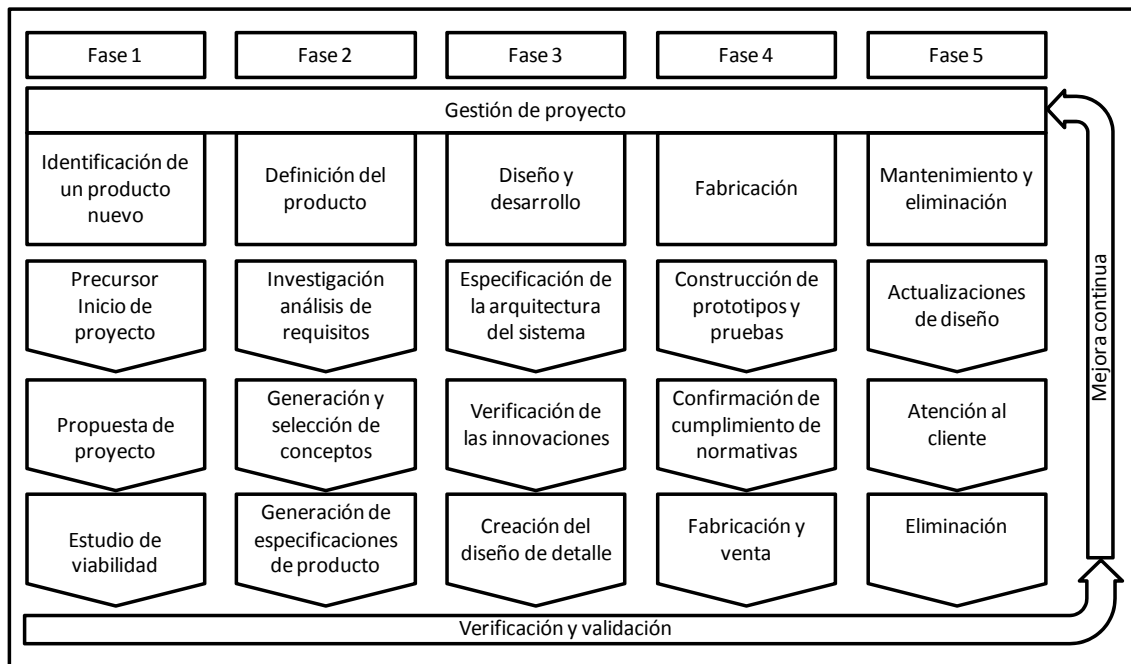 Fase 1
Fase 2
Fase 3
Fase 4
Fase 5
Gestión de proyecto
Identificación de
un producto
nuevo
Definición del
producto
Diseño y
desarrollo
Fabricación
Mantenimiento y
eliminación
Precursor
Inicio de
proyecto
Investigación
análisis de
requisitos
Especificación de
la arquitectura
del sistema
Construcción de
prototipos y
pruebas
Actualizaciones
de diseño
Propuesta de
proyecto
Generación y
selección de
conceptos
Verificación de
las innovaciones
Confirmación de
cumplimiento de
normativas
Atención al
cliente
Estudio de
viabilidad
Generación de
especificaciones
de producto
Creación del
diseño de detalle
Fabricación y
venta
Eliminación
Mejora continua
Verificación y validación